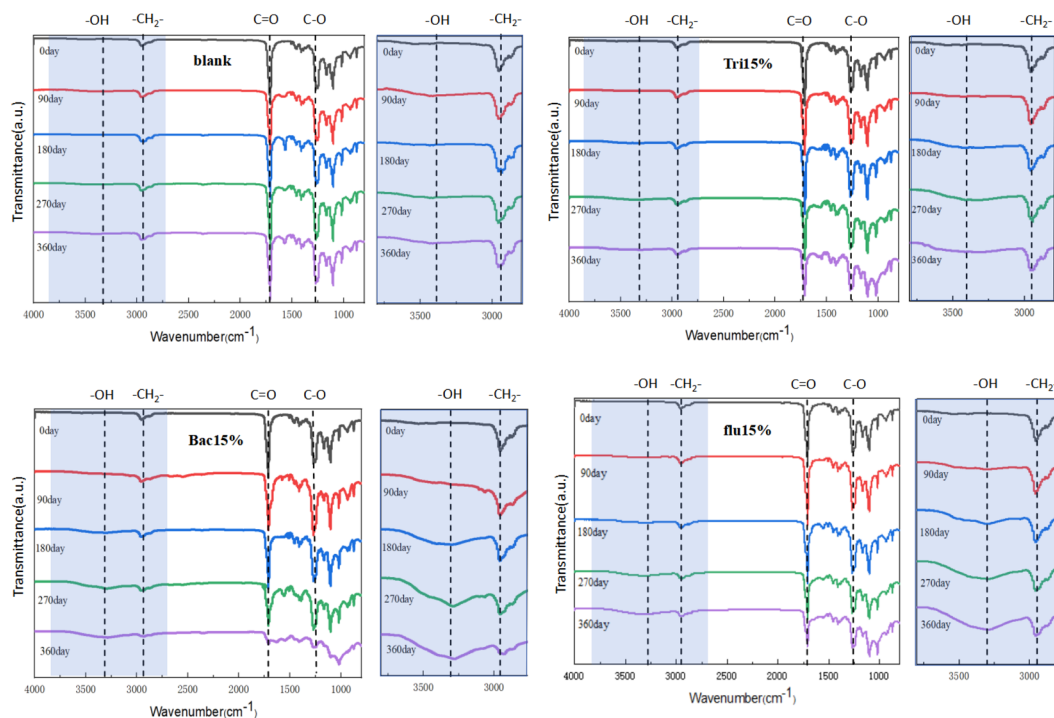 -OH -CH2- C=O C-O -OH -CH2-
0day
90day
180day
270day
360day
blank
0day
90day
180day
270day
360day
Transmittance(a.u.)
4000 3500 3000 2500 2000 1500 1000
3500 3000
Wavenumber(cm-1)
-OH -CH2- C=O C-O -OH -CH2-
0day
90day
180day
270day
360day
Tri15%
0day
90day
180day
270day
360day
Transmittance(a.u.)
4000 3500 3000 2500 2000 1500 1000
3500 3000
Wavenumber(cm-1)
-OH -CH2- C=O C-O -OH -CH2-
0day
90day
180day
270day
360day
Bac15%
0day
90day
180day
270day
360day
Transmittance(a.u.)
4000 3500 3000 2500 2000 1500 1000
3500 3000
Wavenumber(cm-1)
-OH -CH2- C=O C-O -OH -CH2-
0day
90day
180day
270day
360day
flu15%
0day
90day
180day
270day
360day
Transmittance(a.u.)
4000 3500 3000 2500 2000 1500 1000
3500 3000
Wavenumber(cm-1)